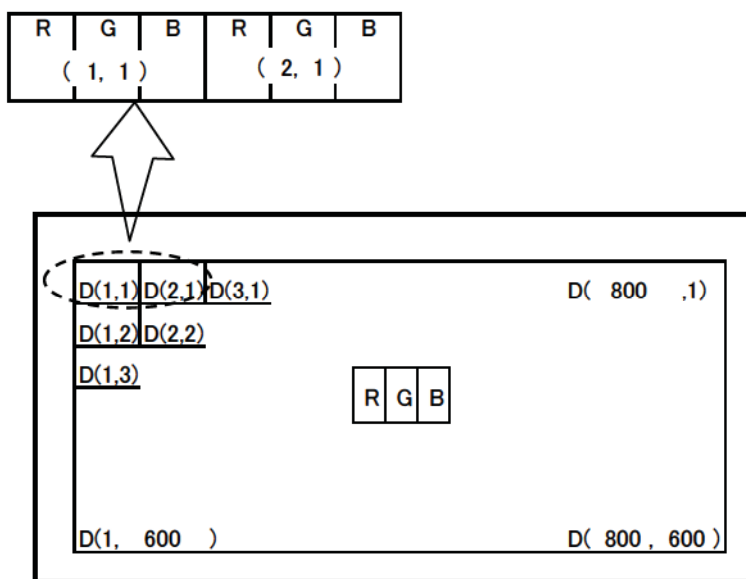 R G B R G B
( 1, 1 ) ( 2, 1 )
D(1,1) D(2,1) D(3,1) D( 800 ,1)
D(1,2) D(2,2)
D(1,3)
R G B
D(1, 600 ) D( 800 , 600 )